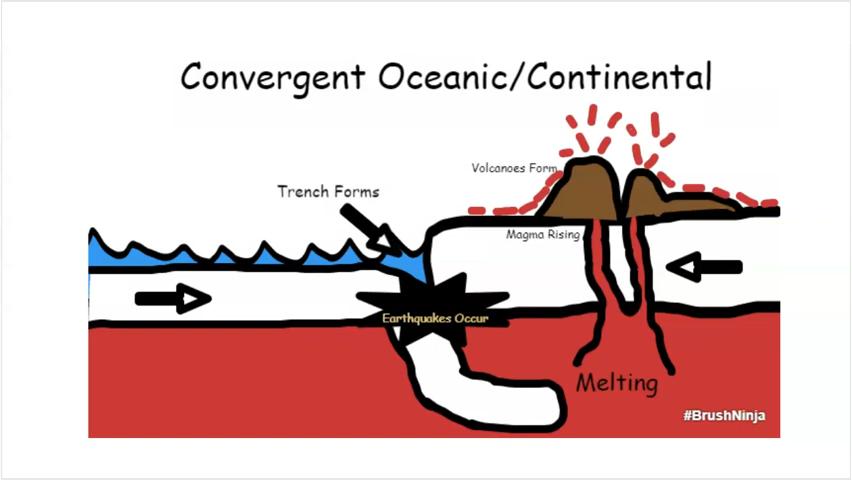 Convergent Oceanic/Continental
Volcanoes Form
Trench Forms
Magma Rising
Earthquakes Occur
Melting
#BrushNinja